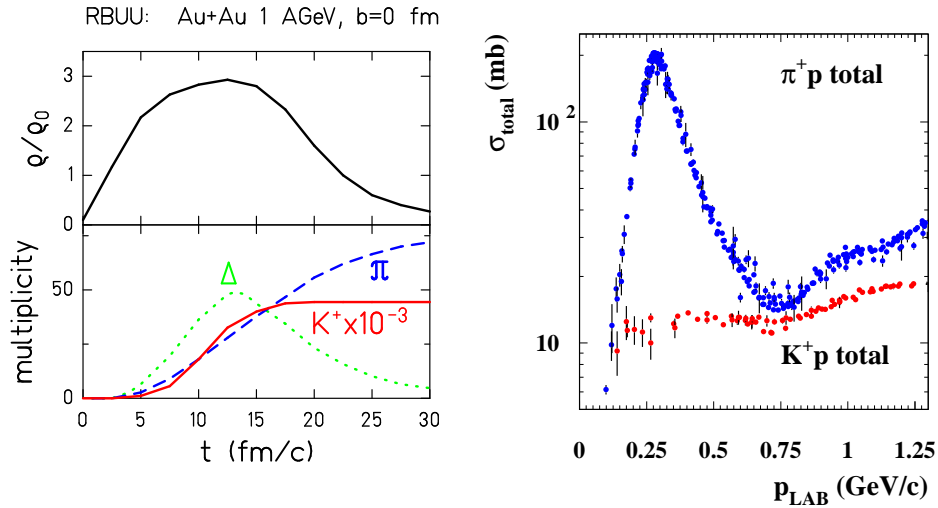 RBUU: Au+Au 1 AGeV, b=0 fm
ρ/ρ₀
3
2
1
0
multiplicity
50
0
Δ
π
K⁺x10⁻³
0 5 10 15 20 25 30
t (fm/c)
σtotal (mb)
10 ²
10
π⁺p total
K⁺p total
0 0.25 0.5 0.75 1 1.25
pLAB (GeV/c)